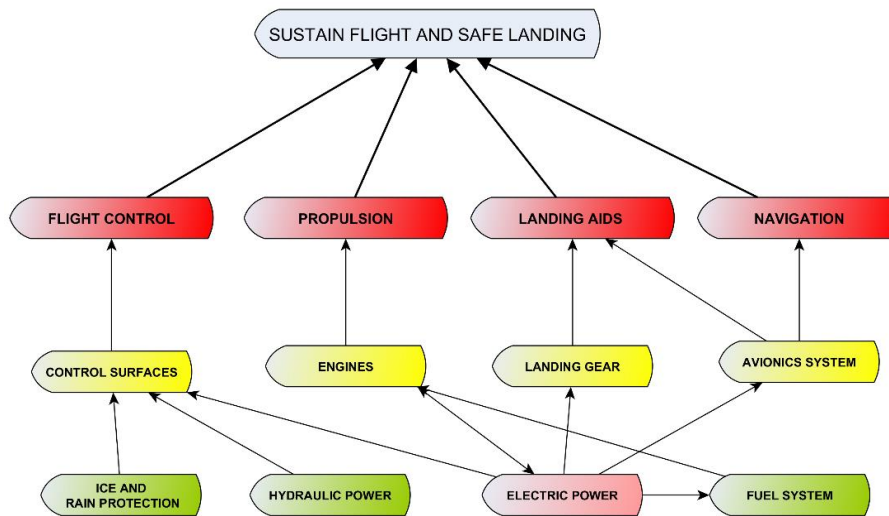 SUSTAIN FLIGHT AND SAFE LANDING
FLIGHT CONTROL
PROPULSION
LANDING AIDS
NAVIGATION
CONTROL SURFACES
ENGINES
LANDING GEAR
AVIONICS SYSTEM
ICE AND
RAIN PROTECTION
HYDRAULIC POWER
ELECTRIC POWER
FUEL SYSTEM